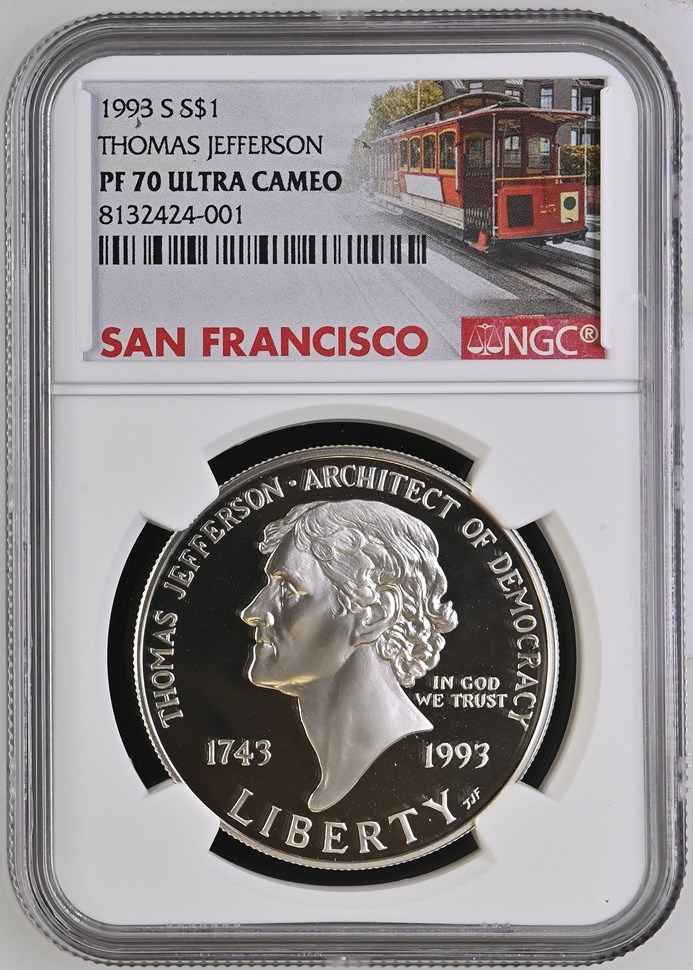 1993 S S$1
THOMAS JEFFERSON
PF 70 ULTRA CAMEO
8132424-001
SAN FRANCISCO
NGC®
THOMAS JEFFERSON · ARCHITECT OF DEMOCRACY
IN GOD
WE TRUST
1743 1993
LIBERTY
JJF